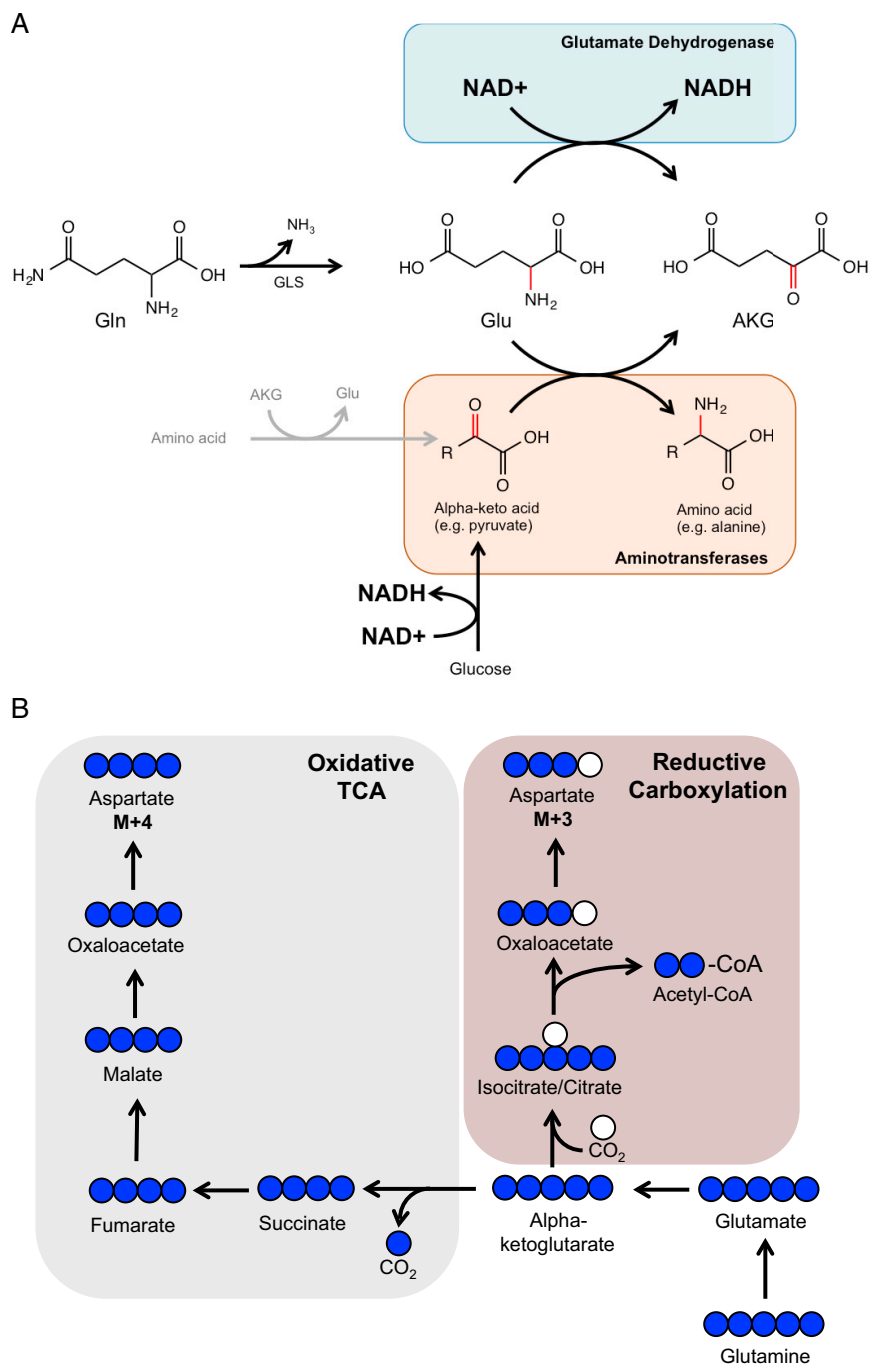 A
Glutamate Dehydrogenase
NAD+ NADH
O O
H₂N OH
NH₂
Gln
NH₃
GLS
O O
HO OH
NH₂
Glu
O O
HO OH
O
AKG
AKG Glu
Amino acid
O
R OH
O
Alpha-keto acid
(e.g. pyruvate)
NH₂
R OH
O
Amino acid
(e.g. alanine)
Aminotransferases
NADH
NAD+
Glucose
B
Oxidative
TCA
Aspartate
M+4
Oxaloacetate
Malate
Fumarate
Succinate
CO₂
Reductive
Carboxylation
Aspartate
M+3
Oxaloacetate
-CoA
Acetyl-CoA
Isocitrate/Citrate
CO₂
Alpha-
ketoglutarate
Glutamate
Glutamine